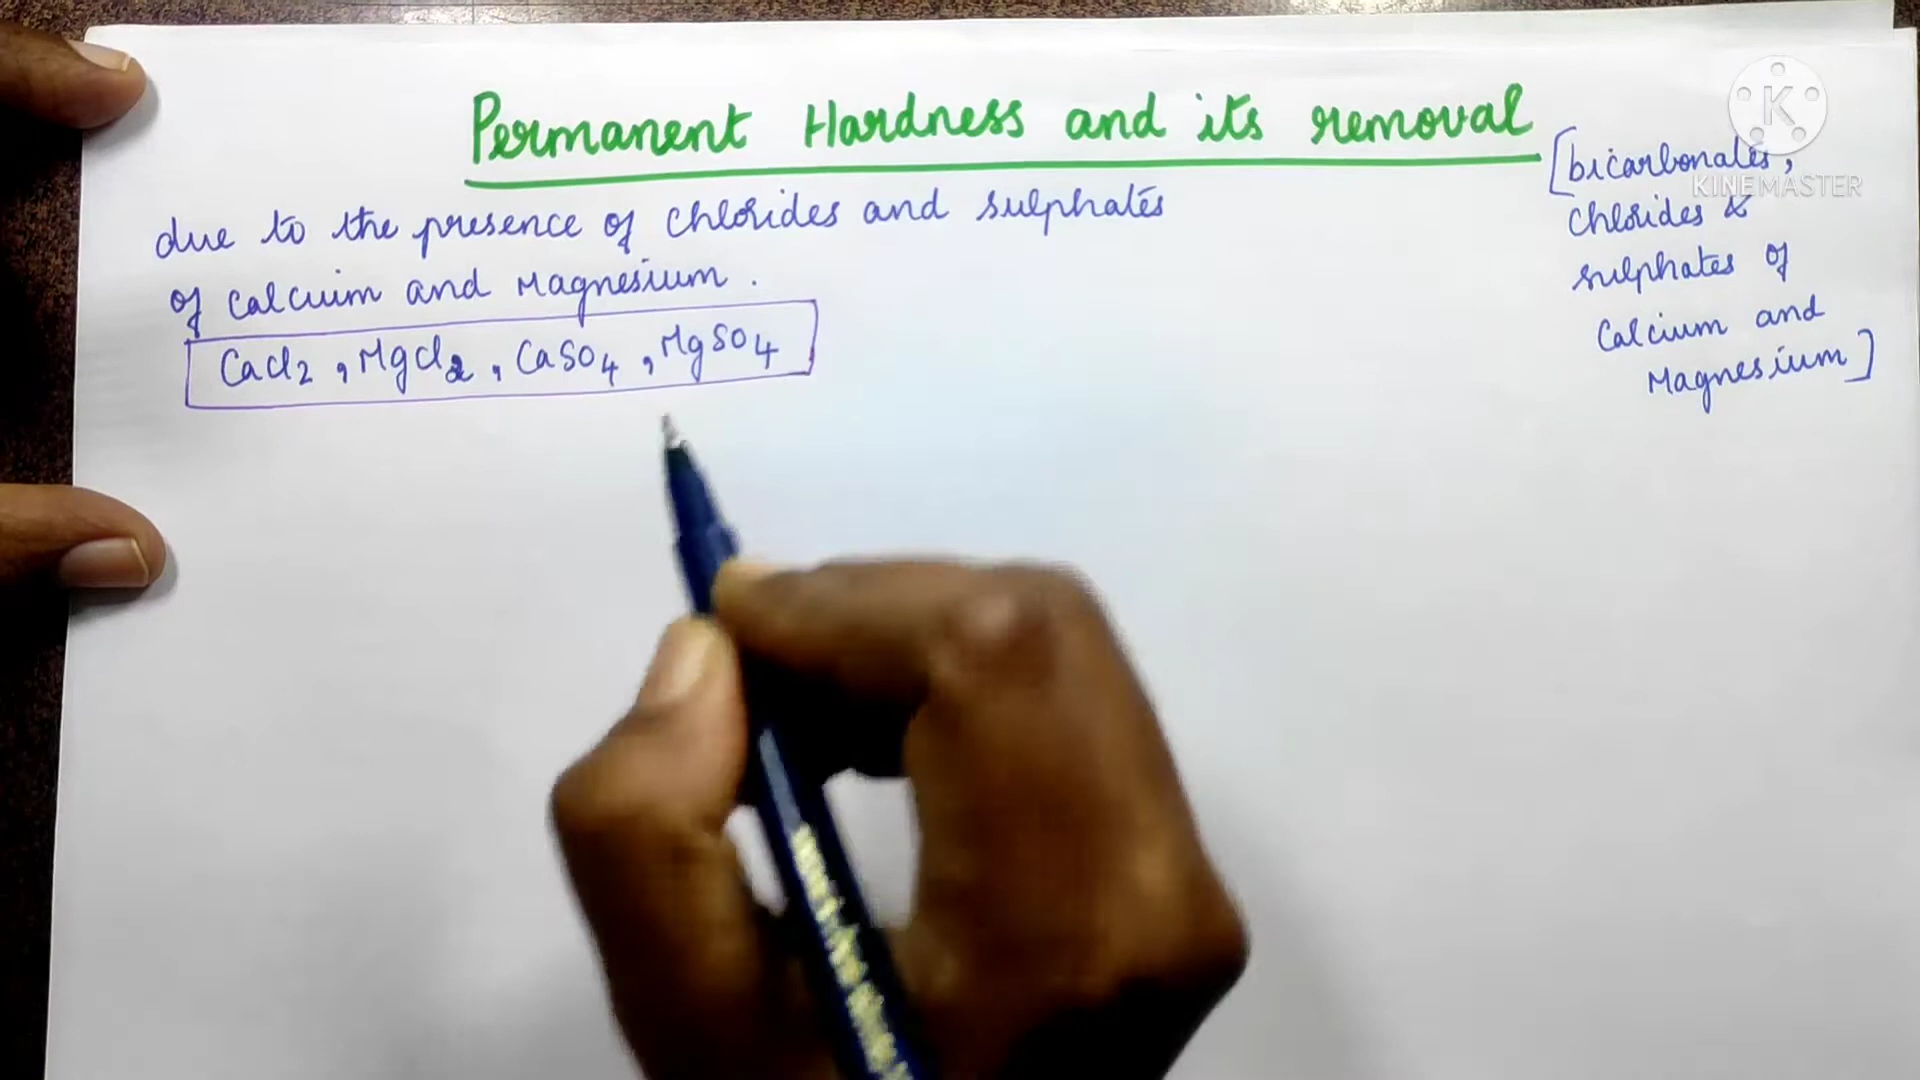 Permanent Hardness and its removal
due to the presence of chlorides and sulphates
of calcuim and Magnesium .
CaCl2 , MgCl2 , CaSO4 , MgSO4
[bicarbonates,
chlorides &
sulphates of
Calcium and
Magnesium]
K
KINEMASTER